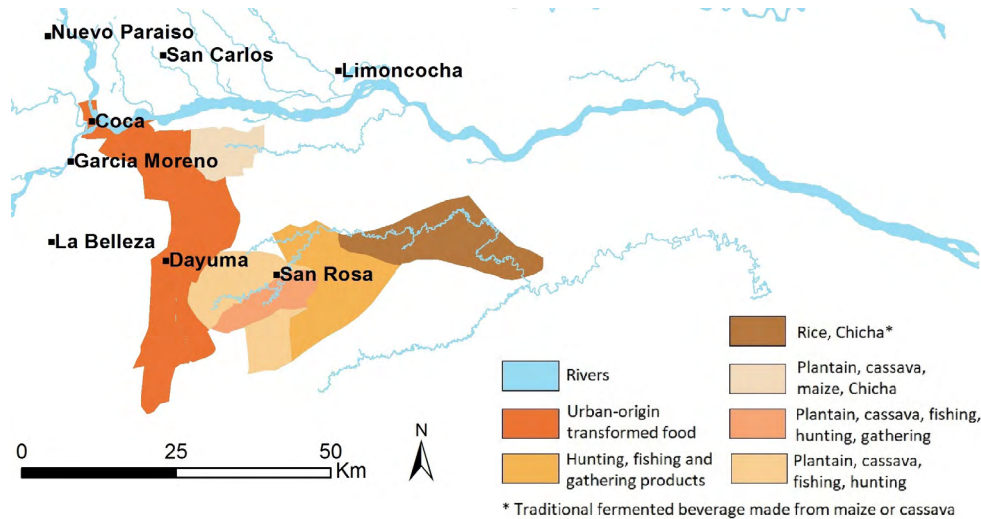 Nuevo Paraiso
San Carlos
Limoncocha
Coca
Garcia Moreno
La Belleza
Dayuma
San Rosa
0 25 50
Km
N
Rivers
Urban-origin
transformed food
Hunting, fishing and
gathering products
Rice, Chicha*
Plantain, cassava,
maize, Chicha
Plantain, cassava, fishing,
hunting, gathering
Plantain, cassava,
fishing, hunting
* Traditional fermented beverage made from maize or cassava